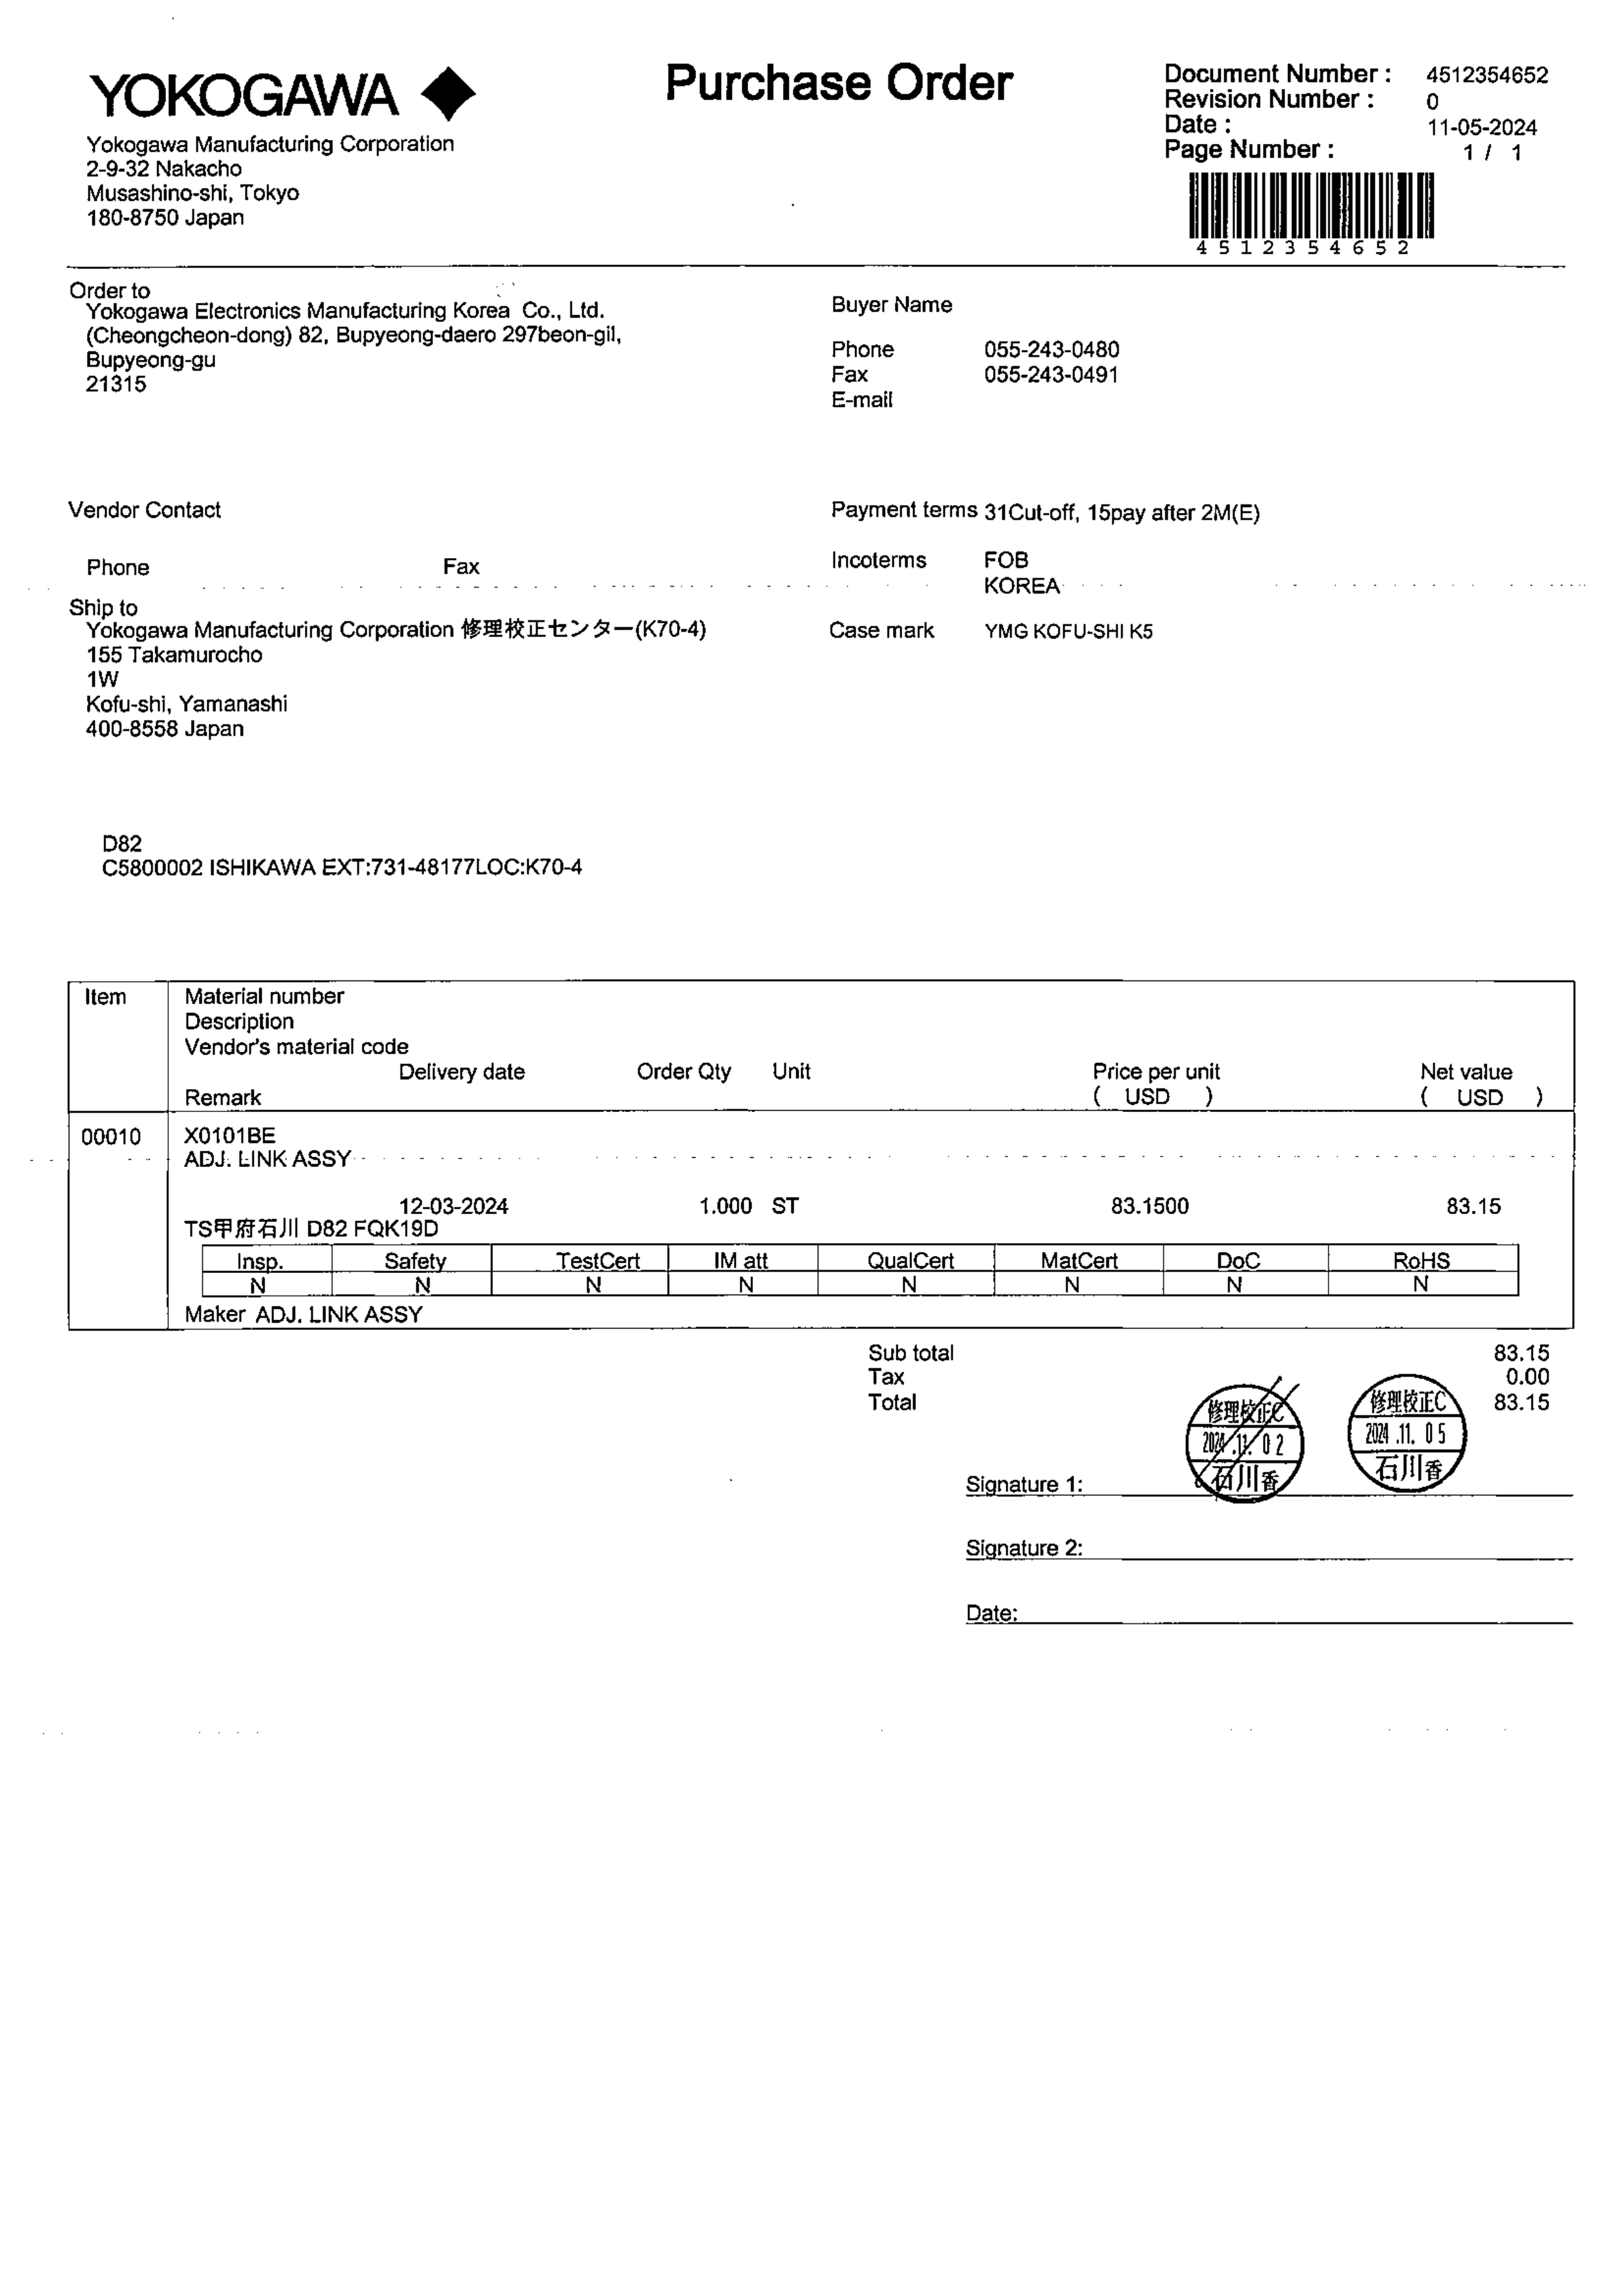 YOKOGAWA
Purchase Order
Document Number : 4512354652
Revision Number : 0
Date : 11-05-2024
Page Number : 1 / 1
4512354652
Yokogawa Manufacturing Corporation
2-9-32 Nakacho
Musashino-shi, Tokyo
180-8750 Japan
Order to
Yokogawa Electronics Manufacturing Korea Co., Ltd.
(Cheongcheon-dong) 82, Bupyeong-daero 297beon-gil,
Bupyeong-gu
21315
Buyer Name
Phone 055-243-0480
Fax 055-243-0491
E-mail
Vendor Contact
Phone Fax
Payment terms 31Cut-off, 15pay after 2M(E)
Incoterms FOB
KOREA
Ship to
Yokogawa Manufacturing Corporation 修理校正センター(K70-4)
155 Takamurocho
1W
Kofu-shi, Yamanashi
400-8558 Japan
Case mark YMG KOFU-SHI K5
D82
C5800002 ISHIKAWA EXT:731-48177LOC:K70-4
Item Material number
Description
Vendor's material code
Delivery date Order Qty Unit Price per unit Net value
Remark ( USD ) ( USD )
00010 X0101BE
ADJ. LINK ASSY
12-03-2024 1.000 ST 83.1500 83.15
TS甲府石川 D82 FQK19D
Insp. Safety TestCert IM att QualCert MatCert DoC RoHS
N N N N N N N N
Maker ADJ. LINK ASSY
Sub total 83.15
Tax 0.00
Total 83.15
修理校正C
2024.11.02
石川香
修理校正C
2024.11.05
石川香
Signature 1:
Signature 2:
Date: